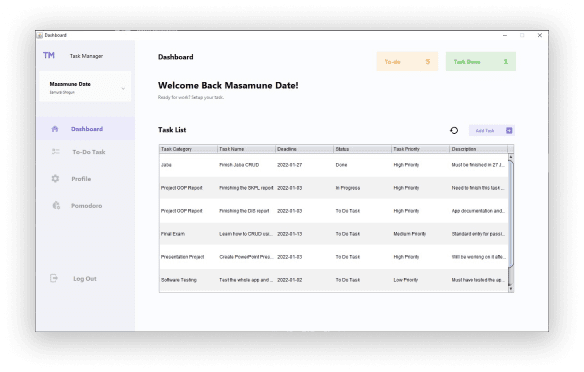 Dashboard
TM Task Manager
Masamune Date
Samurai Shogun
Dashboard
To-Do Task
Profile
Pomodoro
Log Out
Dashboard
To-do 5
Task Done 1
Welcome Back Masamune Date!
Ready for work? Setup your task.
Task List
Add Task
Task Category Task Name Deadline Status Task Priority Description
Finish Jaba CRUD 2022-01-27 Done High Priority Must be finished in 27 J...
Project OOP Report Finishing the SKPL report 2022-01-03 In Progress High Priority Need to finish this task ...
Project OOP Report Finishing the DIS report 2022-01-03 To Do Task High Priority App documentation and...
Final Exam Learn how to CRUD usi... 2022-01-13 To Do Task Medium Priority Standard entry for passi...
Presentation Project Create PowerPoint Pres... 2022-01-03 To Do Task High Priority Will be working on it afte...
Software Testing Test the whole app and ... 2022-01-02 To Do Task Low Priority Must have tested the ap...